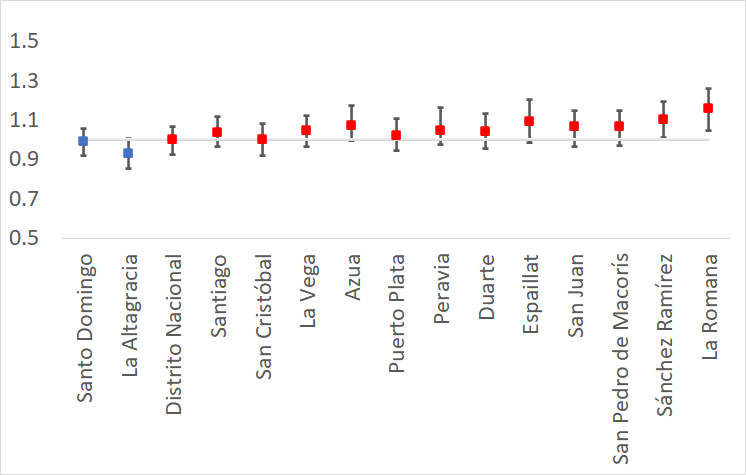 1.5
1.3
1.1
0.9
0.7
0.5
Santo Domingo
La Altagracia
Distrito Nacional
Santiago
San Cristóbal
La Vega
Azua
Puerto Plata
Peravia
Duarte
Espaillat
San Juan
San Pedro de Macorís
Sánchez Ramírez
La Romana